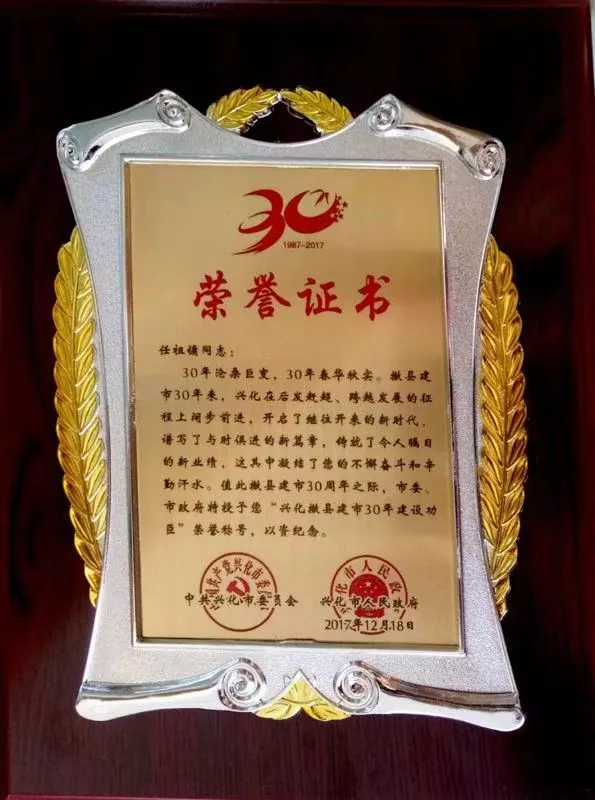 30
1987-2017
荣誉证书
任祖镛同志：
30年沧桑巨变，30年春华秋实。撤县建
市30年来，兴化在后发赶超、跨越发展的征
程上阔步前进，开启了继往开来的新时代，
谱写了与时俱进的新篇章，铸就了令人瞩目
的新业绩，这其中凝结了您的不懈奋斗和辛
勤汗水。值此撤县建市30周年之际，市委、
市政府特授予您“兴化撤县建市30年建设功
臣”荣誉称号，以资纪念。
中共兴化市委员会 兴化市人民政府
2017年12月18日